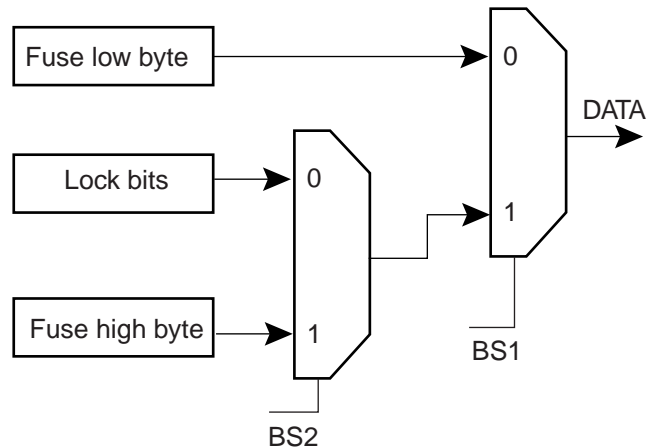 Fuse low byte
0
DATA
Lock bits
0
1
Fuse high byte
1
BS1
BS2